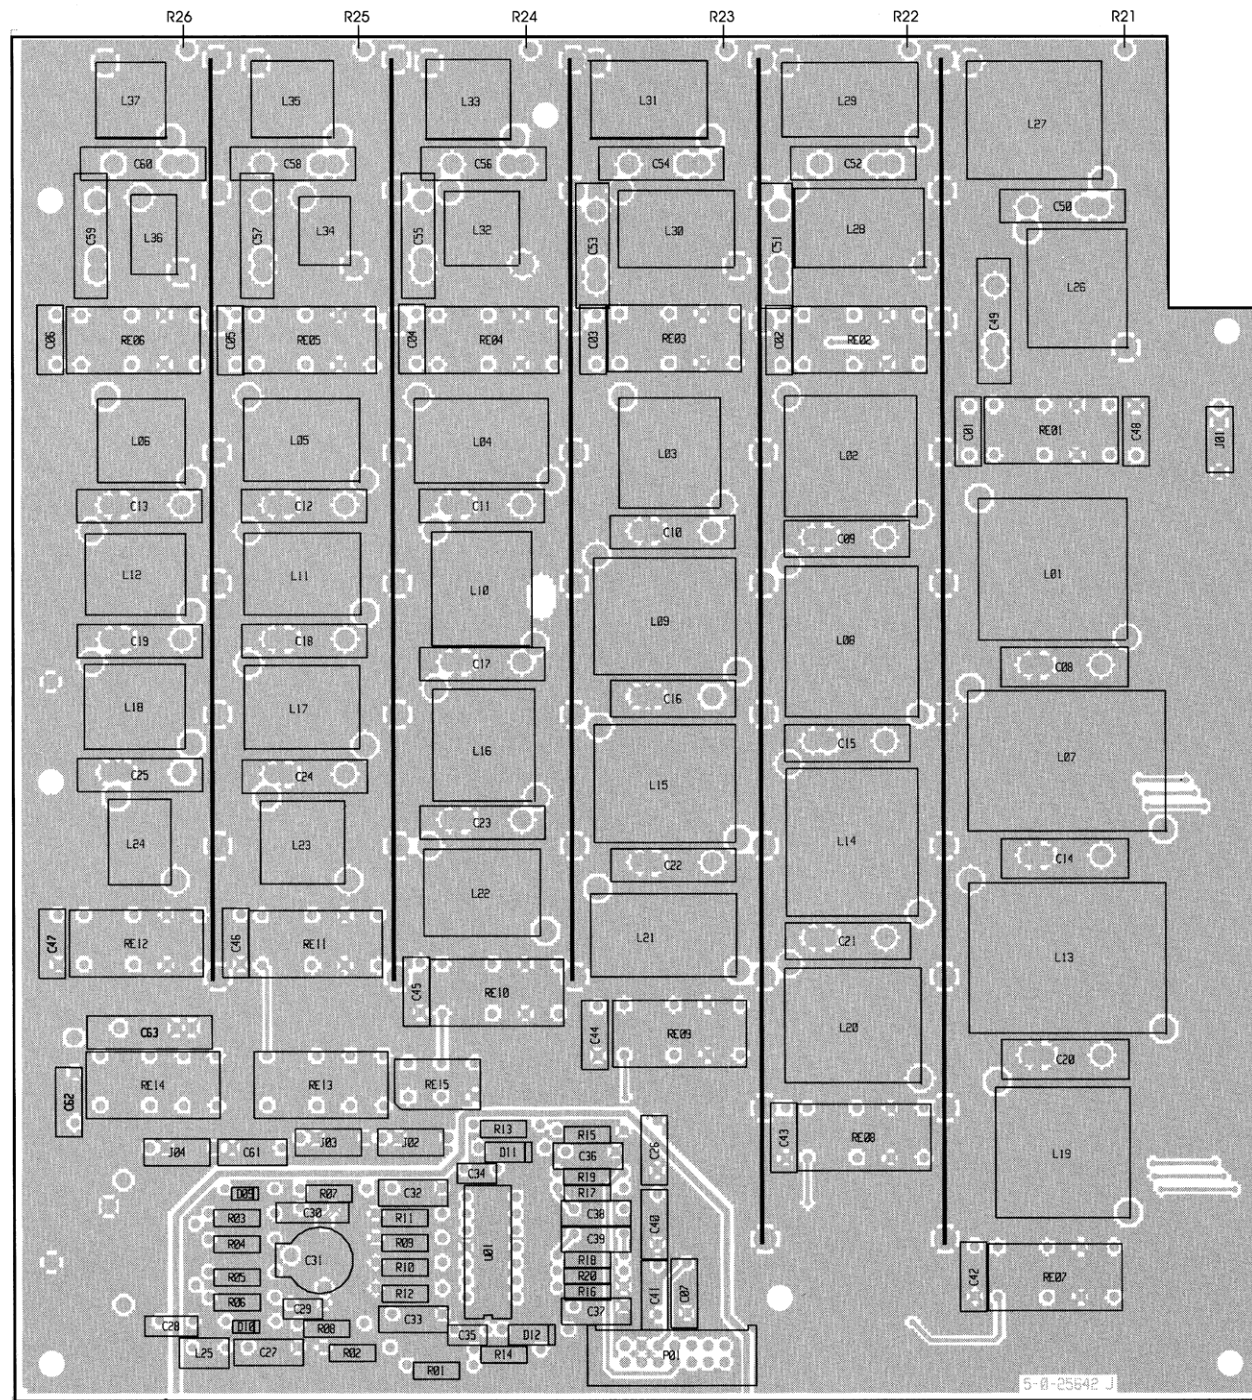 R26 R25 R24 R23 R22 R21
L37 L35 L33 L31 L29 L27
C60 C58 C56 C54 C52
C50
C59 L36 C57 L34 C55 L32 C53 L30 C51 L28
L26
C49
C06 RE06 C05 RE05 C04 RE04 C03 RE03 C02 RE02
C01 RE01 C48 J01
L06 L05 L04 L03 L02
C13 C12 C11
C10 C09
L12 L11 L10 L01
L09 L08
C19 C18 C17 C08
C16
L18 L17 L16 C15 L07
L15
C25 C24
C23
L24 L23 L14
C22 C14
L22
L21 C21
C47 RE12 C46 RE11 L13
C45 RE10
C63 C44 RE09 L20
C20
C62 RE14 RE13 RE15
R13 R15 C26 C43 RE08
J04 C61 J03 J02 D11 C36 L19
C34 R19
D09 R07 C32 R17
R03 C30 R11 C38 C40
R04 R09 C39
C31 R10 U01 R18
R05 R20 C42 RE07
R06 C29 R12 R16 C41 C07
C28 D10 R08 C33 C35 D12 C37
L25 C27 R02 R14 P01
R01
5-0-25642 J